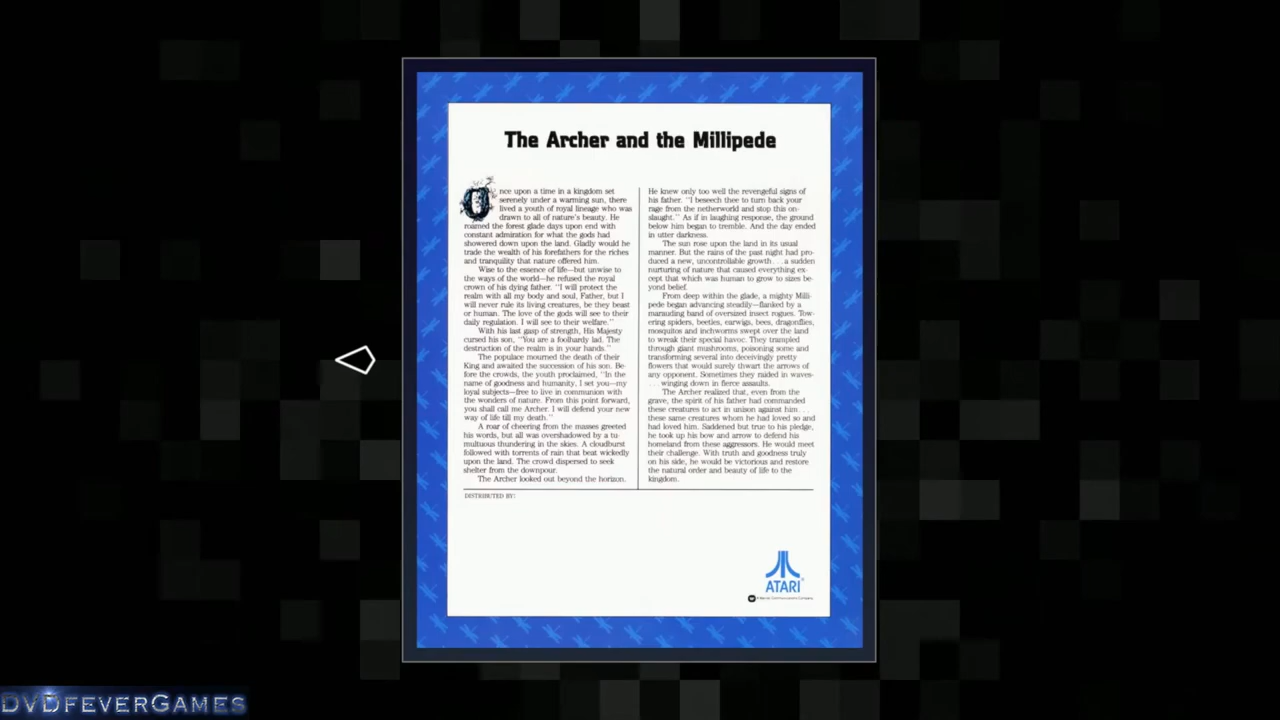 The Archer and the Millipede
Once upon a time in a kingdom set
serenely under a warming sun, there
lived a youth of royal lineage who was
drawn to all of nature's beauty. He
roamed the forest glade days upon end with
constant admiration for what the gods had
showered down upon the land. Gladly would he
trade the wealth of his forefathers for the riches
and tranquility that nature offered him.
Wise to the essence of life—but unwise to
the ways of the world—he refused the royal
crown of his dying father. "I will protect the
realm with all my body and soul, Father, but I
will never rule its living creatures, be they beast
or human. The love of the gods will see to their
daily regulation. I will see to their welfare."
With his last gasp of strength, His Majesty
cursed his son, "You are a foolhardy lad. The
destruction of the realm is in your hands."
The populace mourned the death of their
King and awaited the succession of his son. Be-
fore the crowds, the youth proclaimed, "In the
name of goodness and humanity, I set you—my
loyal subjects—free to live in communion with
the wonders of nature. From this point forward,
you shall call me Archer. I will defend your new
way of life till my death."
A roar of cheering from the masses greeted
his words, but all was overshadowed by a tu-
multuous thundering in the skies. A cloudburst
followed with torrents of rain that beat wickedly
upon the land. The crowd dispersed to seek
shelter from the downpour.
The Archer looked out beyond the horizon.
He knew only too well the revengeful signs of
his father. "I beseech thee to turn back your
rage from the netherworld and stop this on-
slaught." As if in laughing response, the ground
below him began to tremble. And the day ended
in utter darkness.
The sun rose upon the land in its usual
manner. But the rains of the past night had pro-
duced a new, uncontrollable growth . . . a sudden
nurturing of nature that caused everything ex-
cept that which was human to grow to sizes be-
yond belief.
From deep within the glade, a mighty Milli-
pede began advancing steadily—flanked by a
marauding band of oversized insect rogues. Tow-
ering spiders, beetles, earwigs, bees, dragonflies,
mosquitos and inchworms swept over the land
to wreak their special havoc. They trampled
through giant mushrooms, poisoning some and
transforming several into deceivingly pretty
flowers that would surely thwart the arrows of
any opponent. Sometimes they raided in waves-
. . . winging down in fierce assaults.
The Archer realized that, even from the
grave, the spirit of his father had commanded
these creatures to act in unison against him . . .
these same creatures whom he had loved so and
had loved him. Saddened but true to his pledge,
he took up his bow and arrow to defend his
homeland from these aggressors. He would meet
their challenge. With truth and goodness truly
on his side, he would be victorious and restore
the natural order and beauty of life to the
kingdom.
DISTRIBUTED BY:
ATARI
A Warner Communications Company
DVDFEVERGAMES